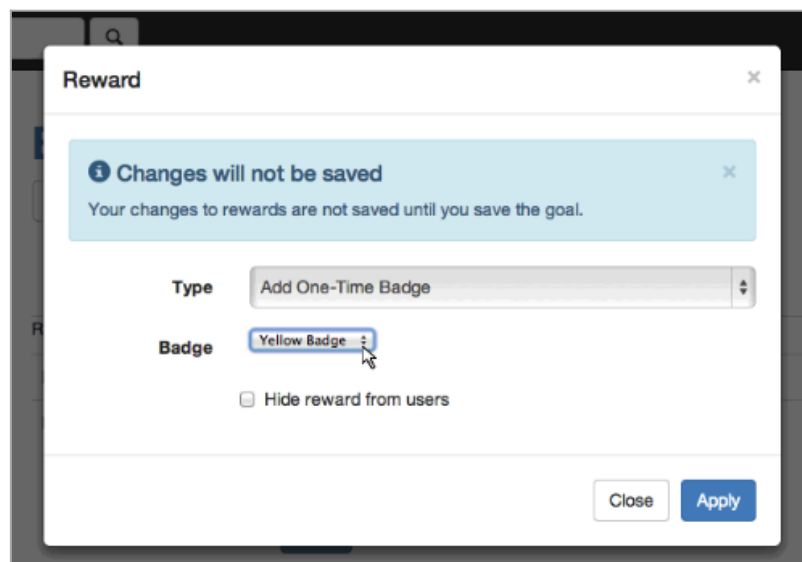 Reward
Changes will not be saved
Your changes to rewards are not saved until you save the goal.
Type Add One-Time Badge
Badge Yellow Badge
Hide reward from users
Close Apply